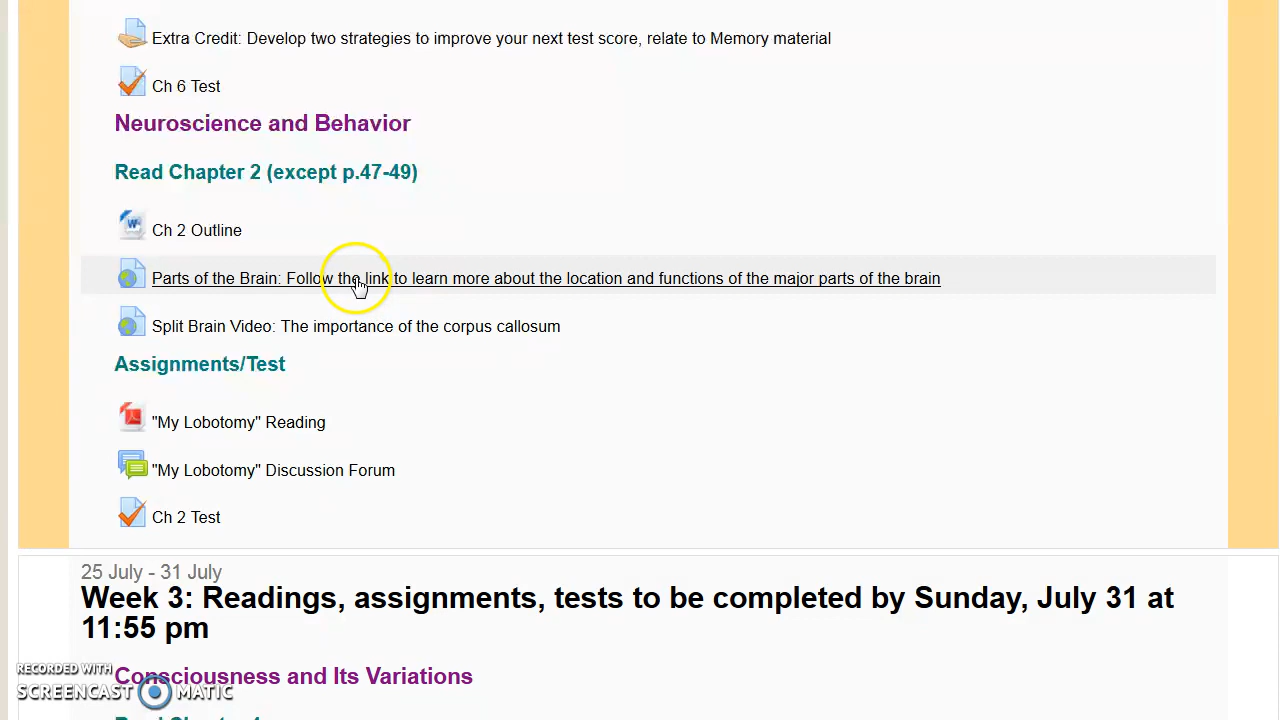 Extra Credit: Develop two strategies to improve your next test score, relate to Memory material
Ch 6 Test
Neuroscience and Behavior
Read Chapter 2 (except p.47-49)
Ch 2 Outline
Parts of the Brain: Follow the link to learn more about the location and functions of the major parts of the brain
Split Brain Video: The importance of the corpus callosum
Assignments/Test
"My Lobotomy" Reading
"My Lobotomy" Discussion Forum
Ch 2 Test
25 July - 31 July
Week 3: Readings, assignments, tests to be completed by Sunday, July 31 at
11:55 pm
RECORDED WITH
Consciousness and Its Variations
SCREENCAST MATIC